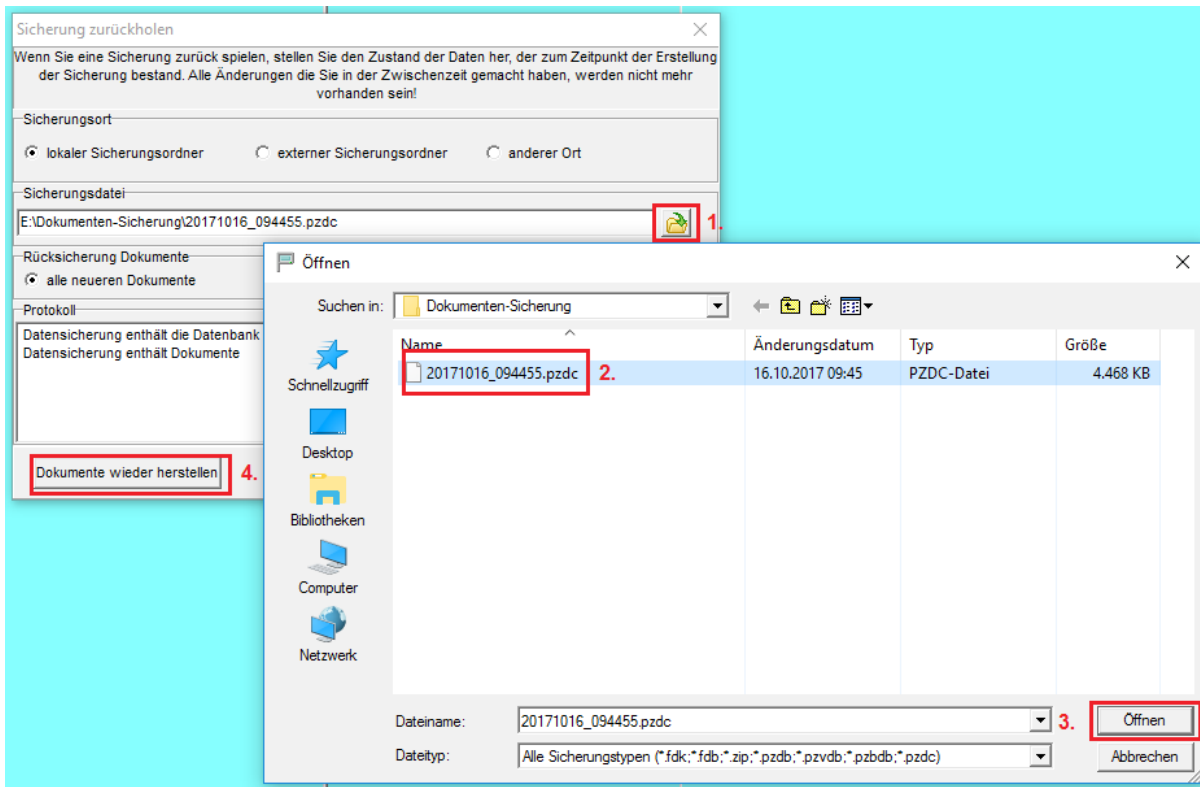 Sicherung zurückholen
Wenn Sie eine Sicherung zurück spielen, stellen Sie den Zustand der Daten her, der zum Zeitpunkt der Erstellung
der Sicherung bestand. Alle Änderungen die Sie in der Zwischenzeit gemacht haben, werden nicht mehr
vorhanden sein!
Sicherungsort
lokaler Sicherungsordner externer Sicherungsordner anderer Ort
Sicherungsdatei
E:\Dokumenten-Sicherung\20171016_094455.pzdc
1.
Rücksicherung Dokumente
alle neueren Dokumente
Protokoll
Datensicherung enthält die Datenbank
Datensicherung enthält Dokumente
Dokumente wieder herstellen
4.
Öffnen
Suchen in: Dokumenten-Sicherung
Name Änderungsdatum Typ Größe
20171016_094455.pzdc 2. 16.10.2017 09:45 PZDC-Datei 4.468 KB
Schnellzugriff
Desktop
Bibliotheken
Computer
Netzwerk
Dateiname: 20171016_094455.pzdc 3. Öffnen
Dateityp: Alle Sicherungstypen (*.fdk;*.fdb;*.zip;*.pzdb;*.pzvdb;*.pzbdb;*.pzdc) Abbrechen